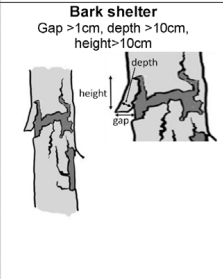 Bark shelter
Gap >1cm, depth >10cm,
height>10cm
depth
height
gap